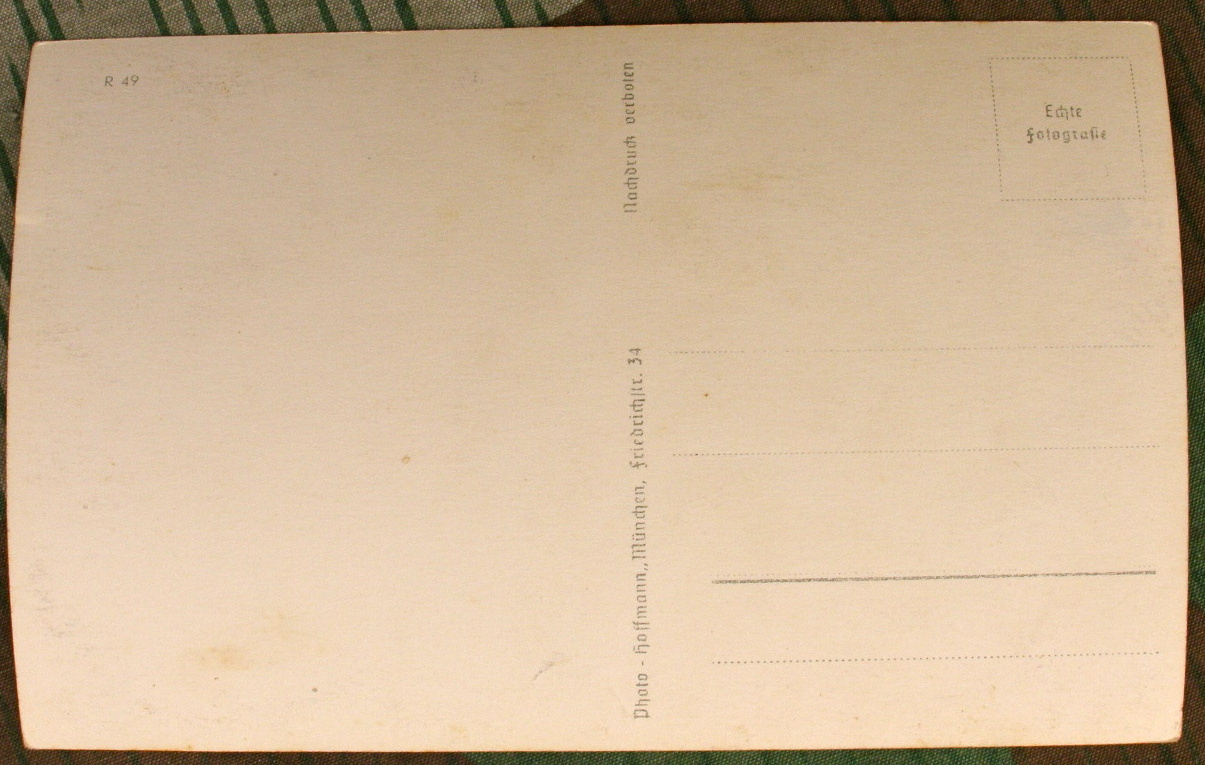 R 49
Nachdruck verboten
Photo - Hoffmann, München, Friedrichstr. 34
Echte
Fotografie